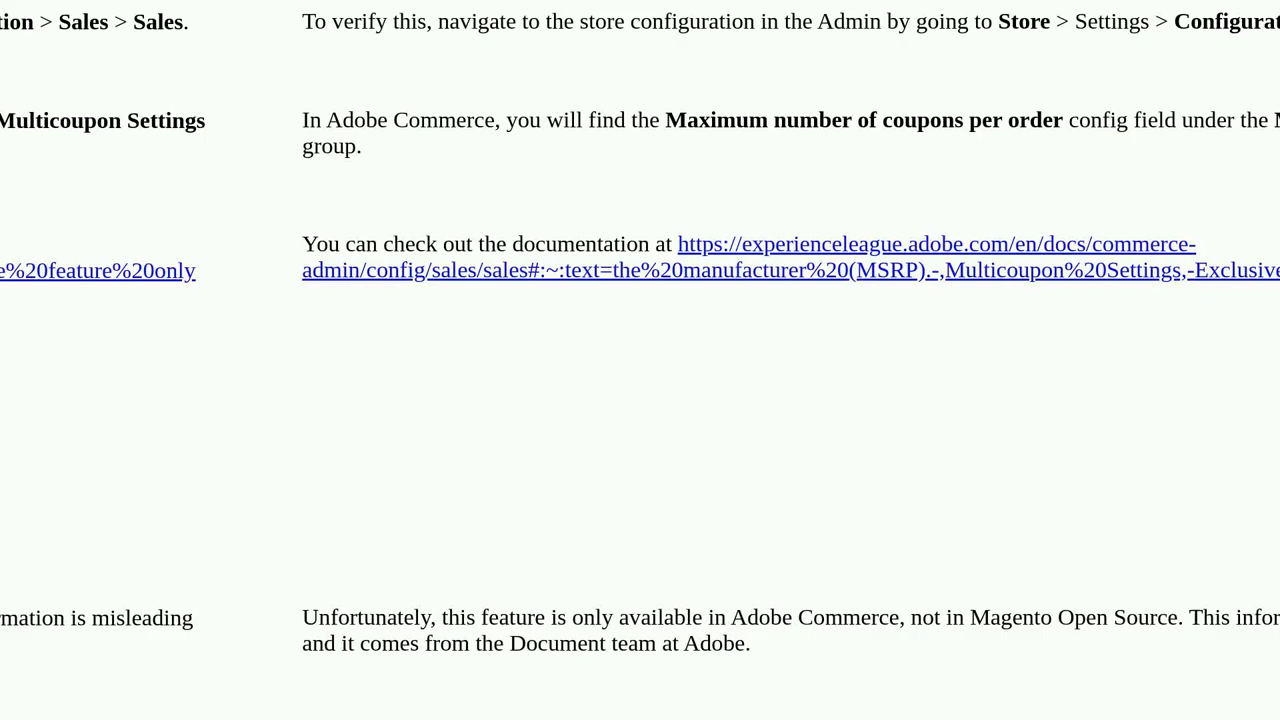 tion > Sales > Sales.
To verify this, navigate to the store configuration in the Admin by going to Store > Settings > Configurat
Multicoupon Settings
In Adobe Commerce, you will find the Maximum number of coupons per order config field under the
group.
You can check out the documentation at https://experienceleague.adobe.com/en/docs/commerce-
e%20feature%20only
admin/config/sales/sales#:~:text=the%20manufacturer%20(MSRP).-,Multicoupon%20Settings,-Exclusive
rmation is misleading
Unfortunately, this feature is only available in Adobe Commerce, not in Magento Open Source. This infor
and it comes from the Document team at Adobe.